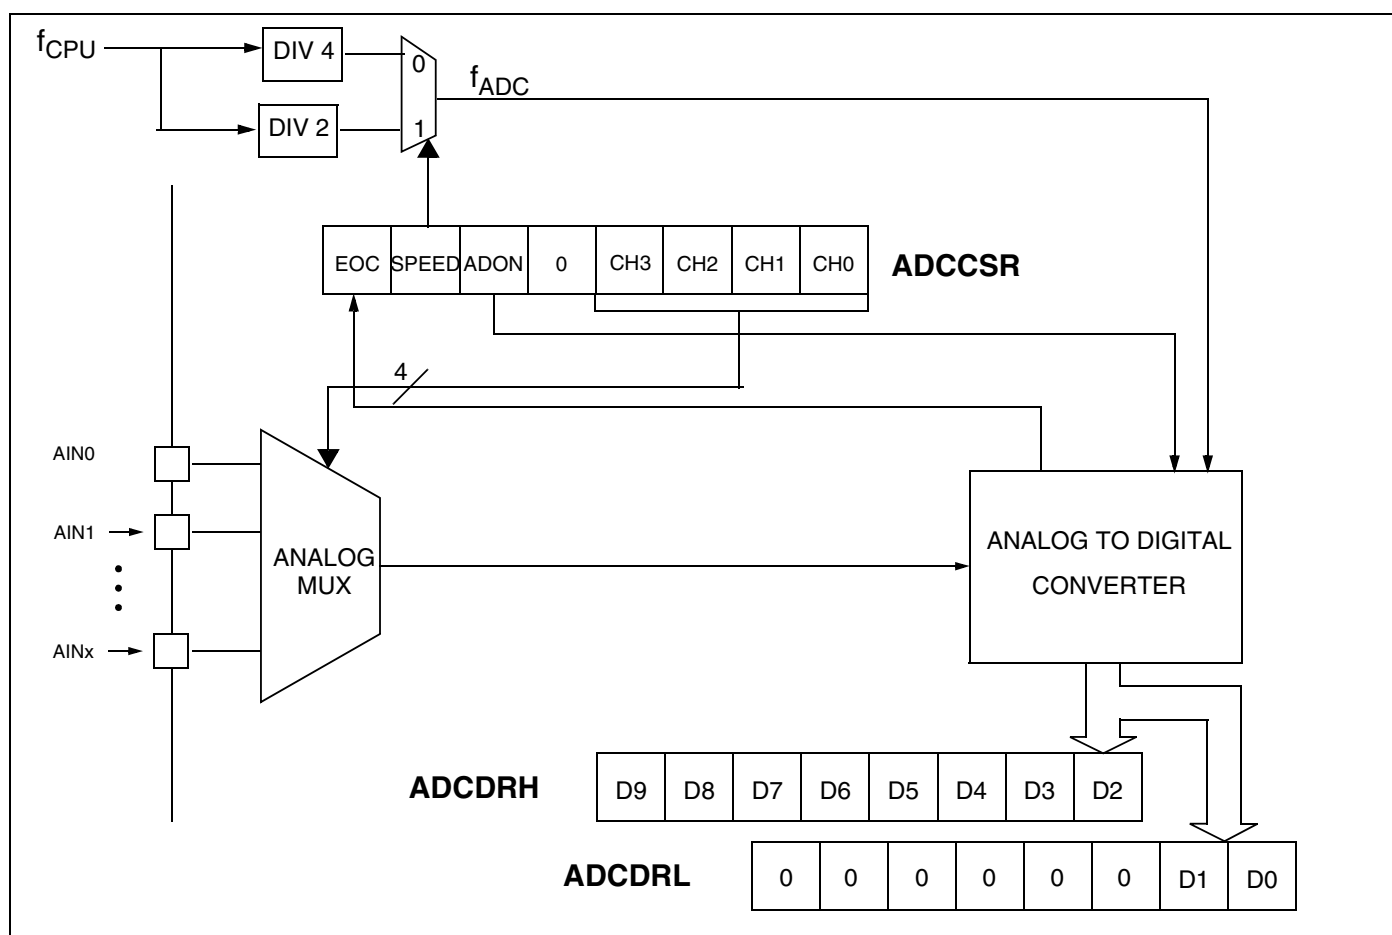 fCPU
DIV 4
0
fADC
DIV 2
1
EOC SPEED ADON 0 CH3 CH2 CH1 CH0 ADCCSR
4
AIN0
AIN1
ANALOG
MUX
ANALOG TO DIGITAL
CONVERTER
AINx
ADCDRH D9 D8 D7 D6 D5 D4 D3 D2
ADCDRL 0 0 0 0 0 0 D1 D0